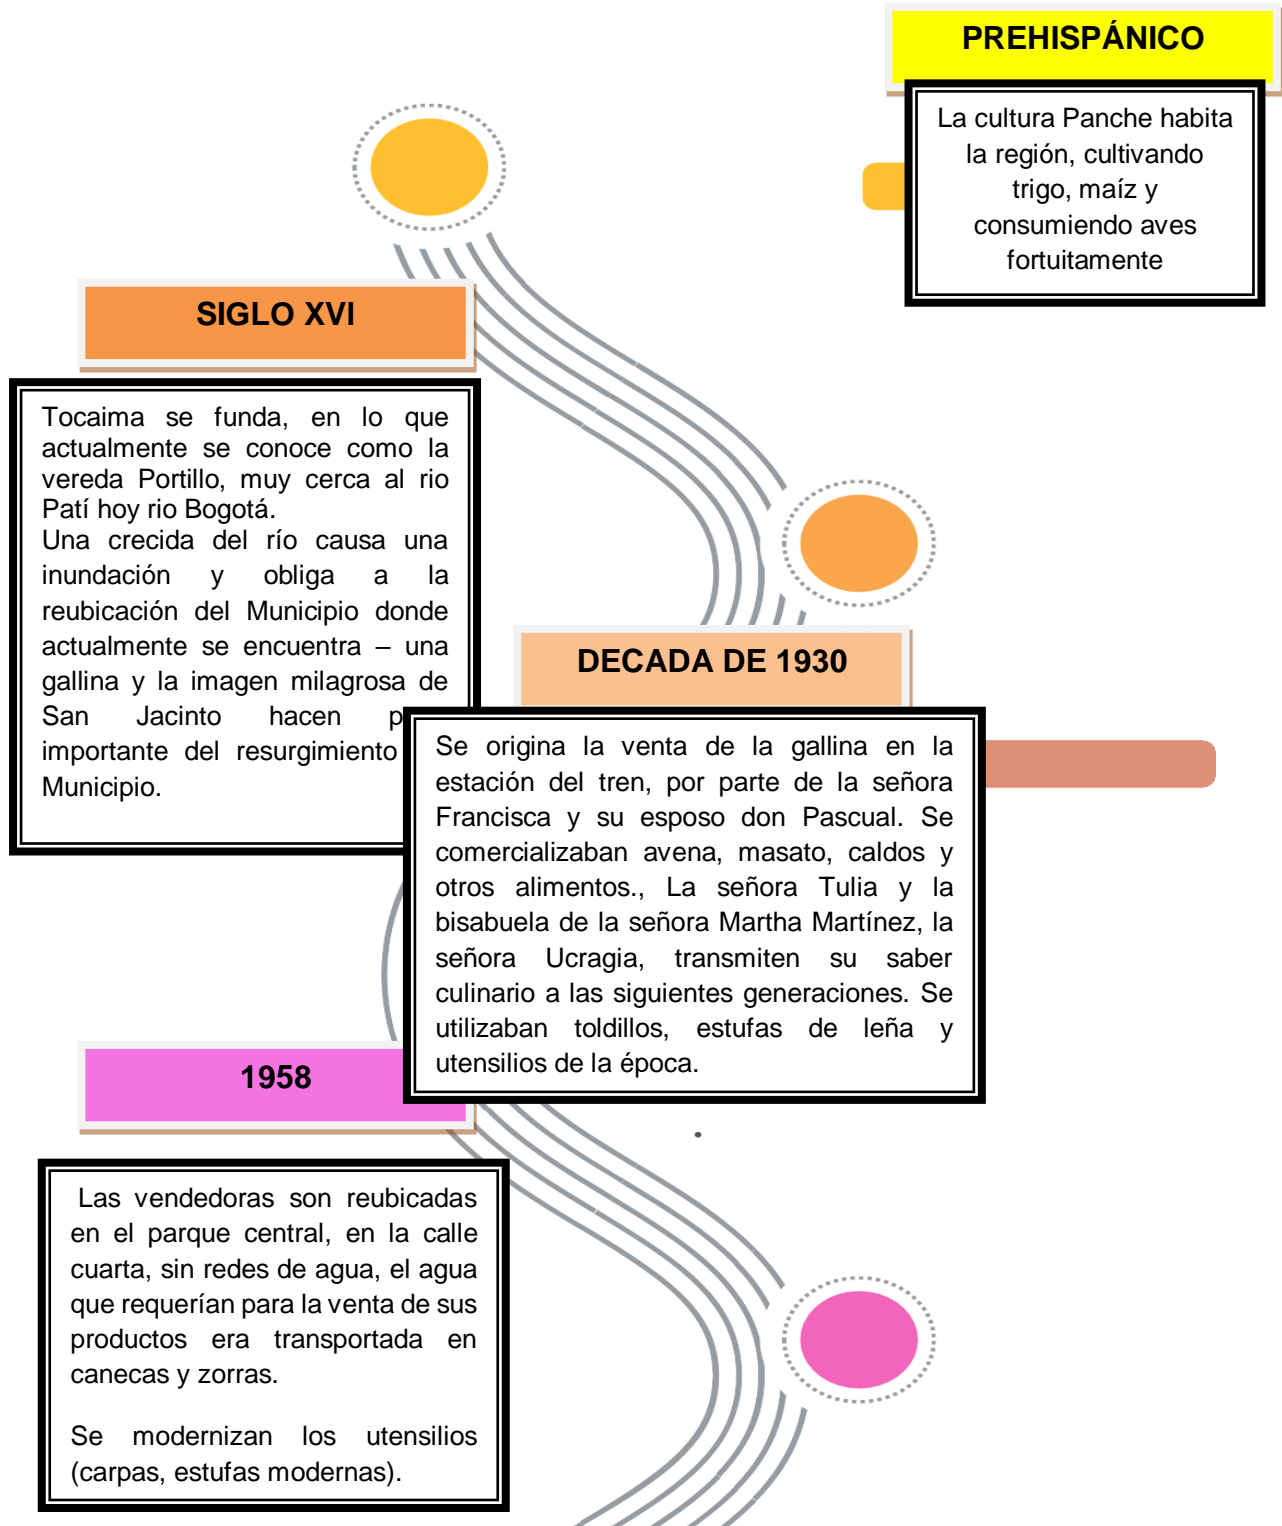 PREHISPÁNICO
La cultura Panche habita
la región, cultivando
trigo, maíz y
consumiendo aves
fortuitamente
SIGLO XVI
Tocaima se funda, en lo que
actualmente se conoce como la
vereda Portillo, muy cerca al rio
Patí hoy rio Bogotá.
Una crecida del río causa una
inundación y obliga a la
reubicación del Municipio donde
actualmente se encuentra – una
gallina y la imagen milagrosa de
San Jacinto hacen
importante del resurgimiento
Municipio.
DECADA DE 1930
Se origina la venta de la gallina en la
estación del tren, por parte de la señora
Francisca y su esposo don Pascual. Se
comercializaban avena, masato, caldos y
otros alimentos., La señora Tulia y la
bisabuela de la señora Martha Martínez, la
señora Ucragia, transmiten su saber
culinario a las siguientes generaciones. Se
utilizaban toldillos, estufas de leña y
utensilios de la época.
1958
Las vendedoras son reubicadas
en el parque central, en la calle
cuarta, sin redes de agua, el agua
que requerían para la venta de sus
productos era transportada en
canecas y zorras.
Se modernizan los utensilios
(carpas, estufas modernas).